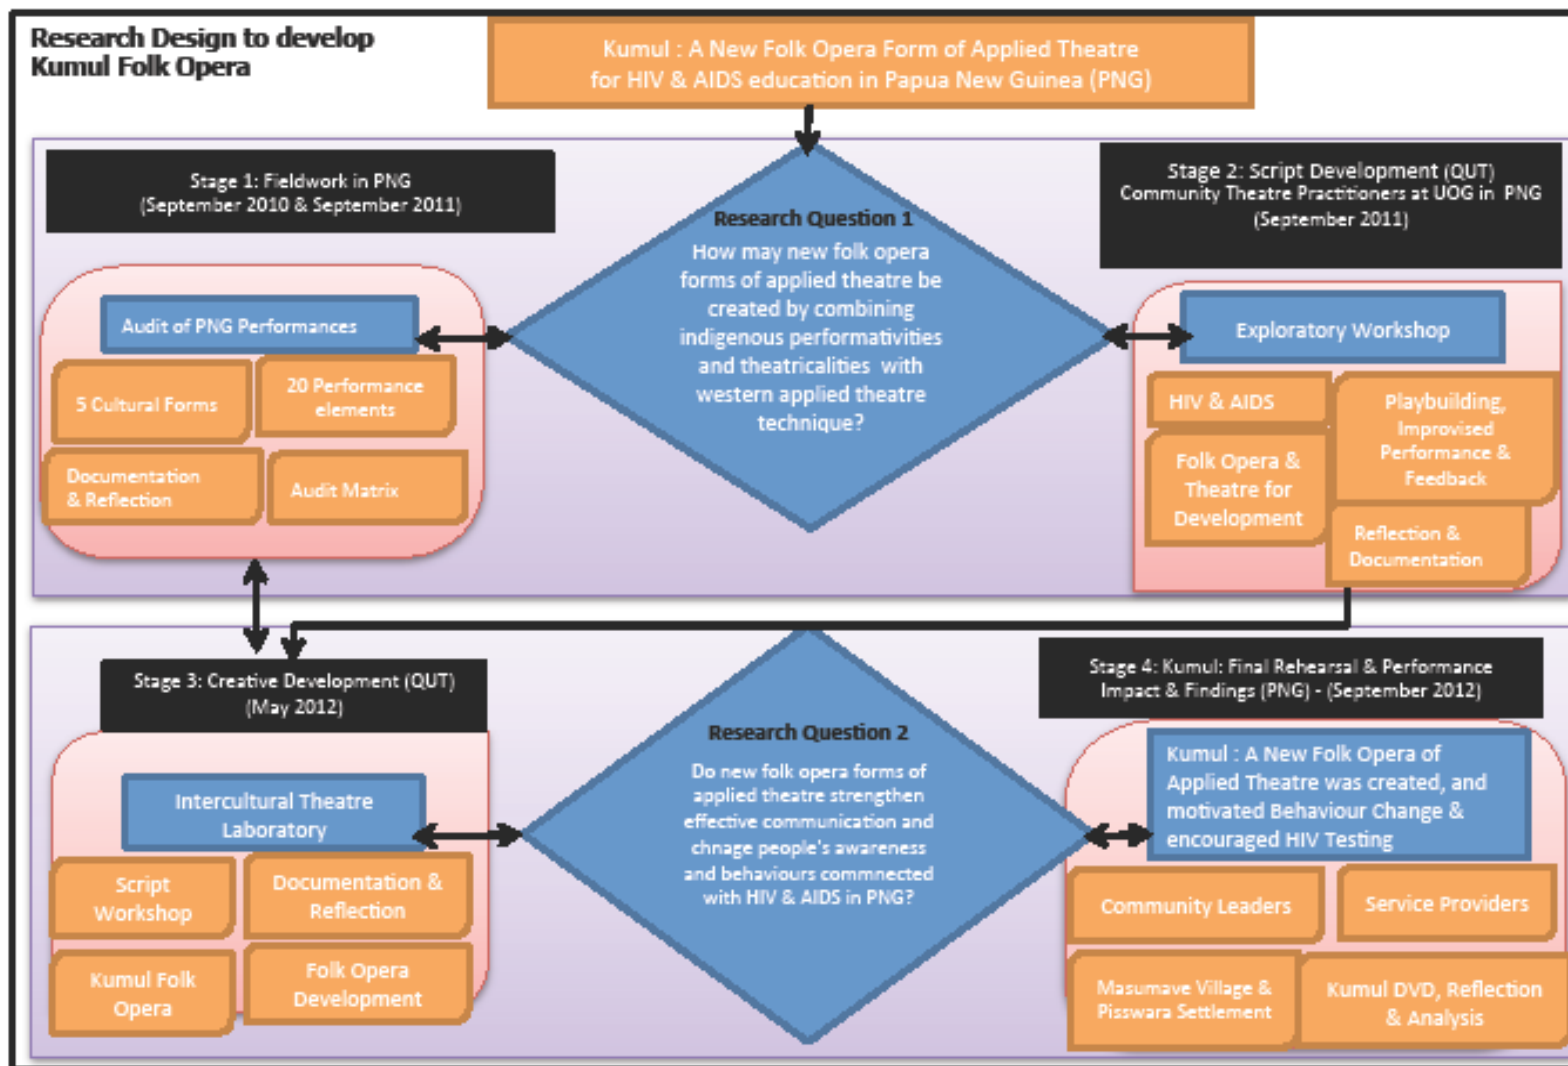 Research Design to develop
Kumul Folk Opera
Kumul : A New Folk Opera Form of Applied Theatre
for HIV & AIDS education in Papua New Guinea (PNG)
Stage 1: Fieldwork in PNG
(September 2010 & September 2011)
Audit of PNG Performances
5 Cultural Forms
20 Performance
elements
Documentation
& Reflection
Audit Matrix
Research Question 1
How may new folk opera
forms of applied theatre be
created by combining
indigenous performativities
and theatricalities with
western applied theatre
technique?
Stage 2: Script Development (QUT)
Community Theatre Practitioners at UOG in PNG
(September 2011)
Exploratory Workshop
HIV & AIDS
Playbuilding,
Improvised
Performance &
Feedback
Folk Opera &
Theatre for
Development
Reflection &
Documentation
Stage 3: Creative Development (QUT)
(May 2012)
Intercultural Theatre
Laboratory
Script
Workshop
Documentation &
Reflection
Kumul Folk
Opera
Folk Opera
Development
Research Question 2
Do new folk opera forms of
applied theatre strengthen
effective communication and
chnage people's awareness
and behaviours commnected
with HIV & AIDS in PNG?
Stage 4: Kumul: Final Rehearsal & Performance
Impact & Findings (PNG) - (September 2012)
Kumul : A New Folk Opera of
Applied Theatre was created, and
motivated Behaviour Change &
encouraged HIV Testing
Community Leaders
Service Providers
Masumave Village &
Pisswara Settlement
Kumul DVD, Reflection
& Analysis